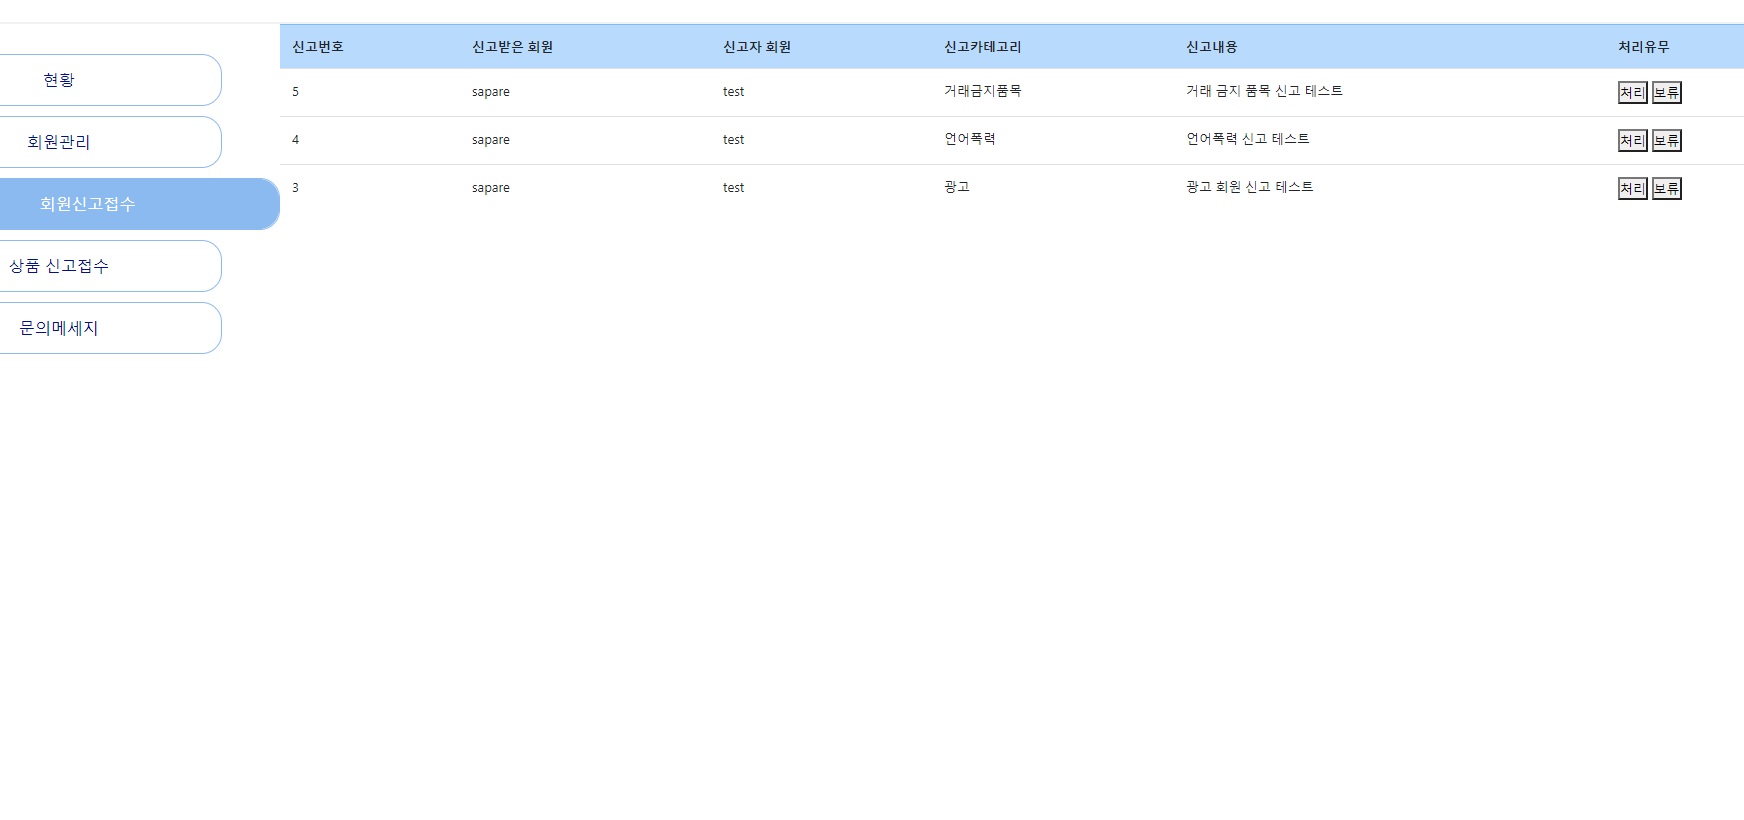 현황
회원관리
회원신고접수
상품 신고접수
문의메세지
신고번호 신고받은 회원 신고자 회원 신고카테고리 신고내용 처리유무
5 sapare test 거래금지품목 거래 금지 품목 신고 테스트 처리 보류
4 sapare test 언어폭력 언어폭력 신고 테스트 처리 보류
3 sapare test 광고 광고 회원 신고 테스트 처리 보류